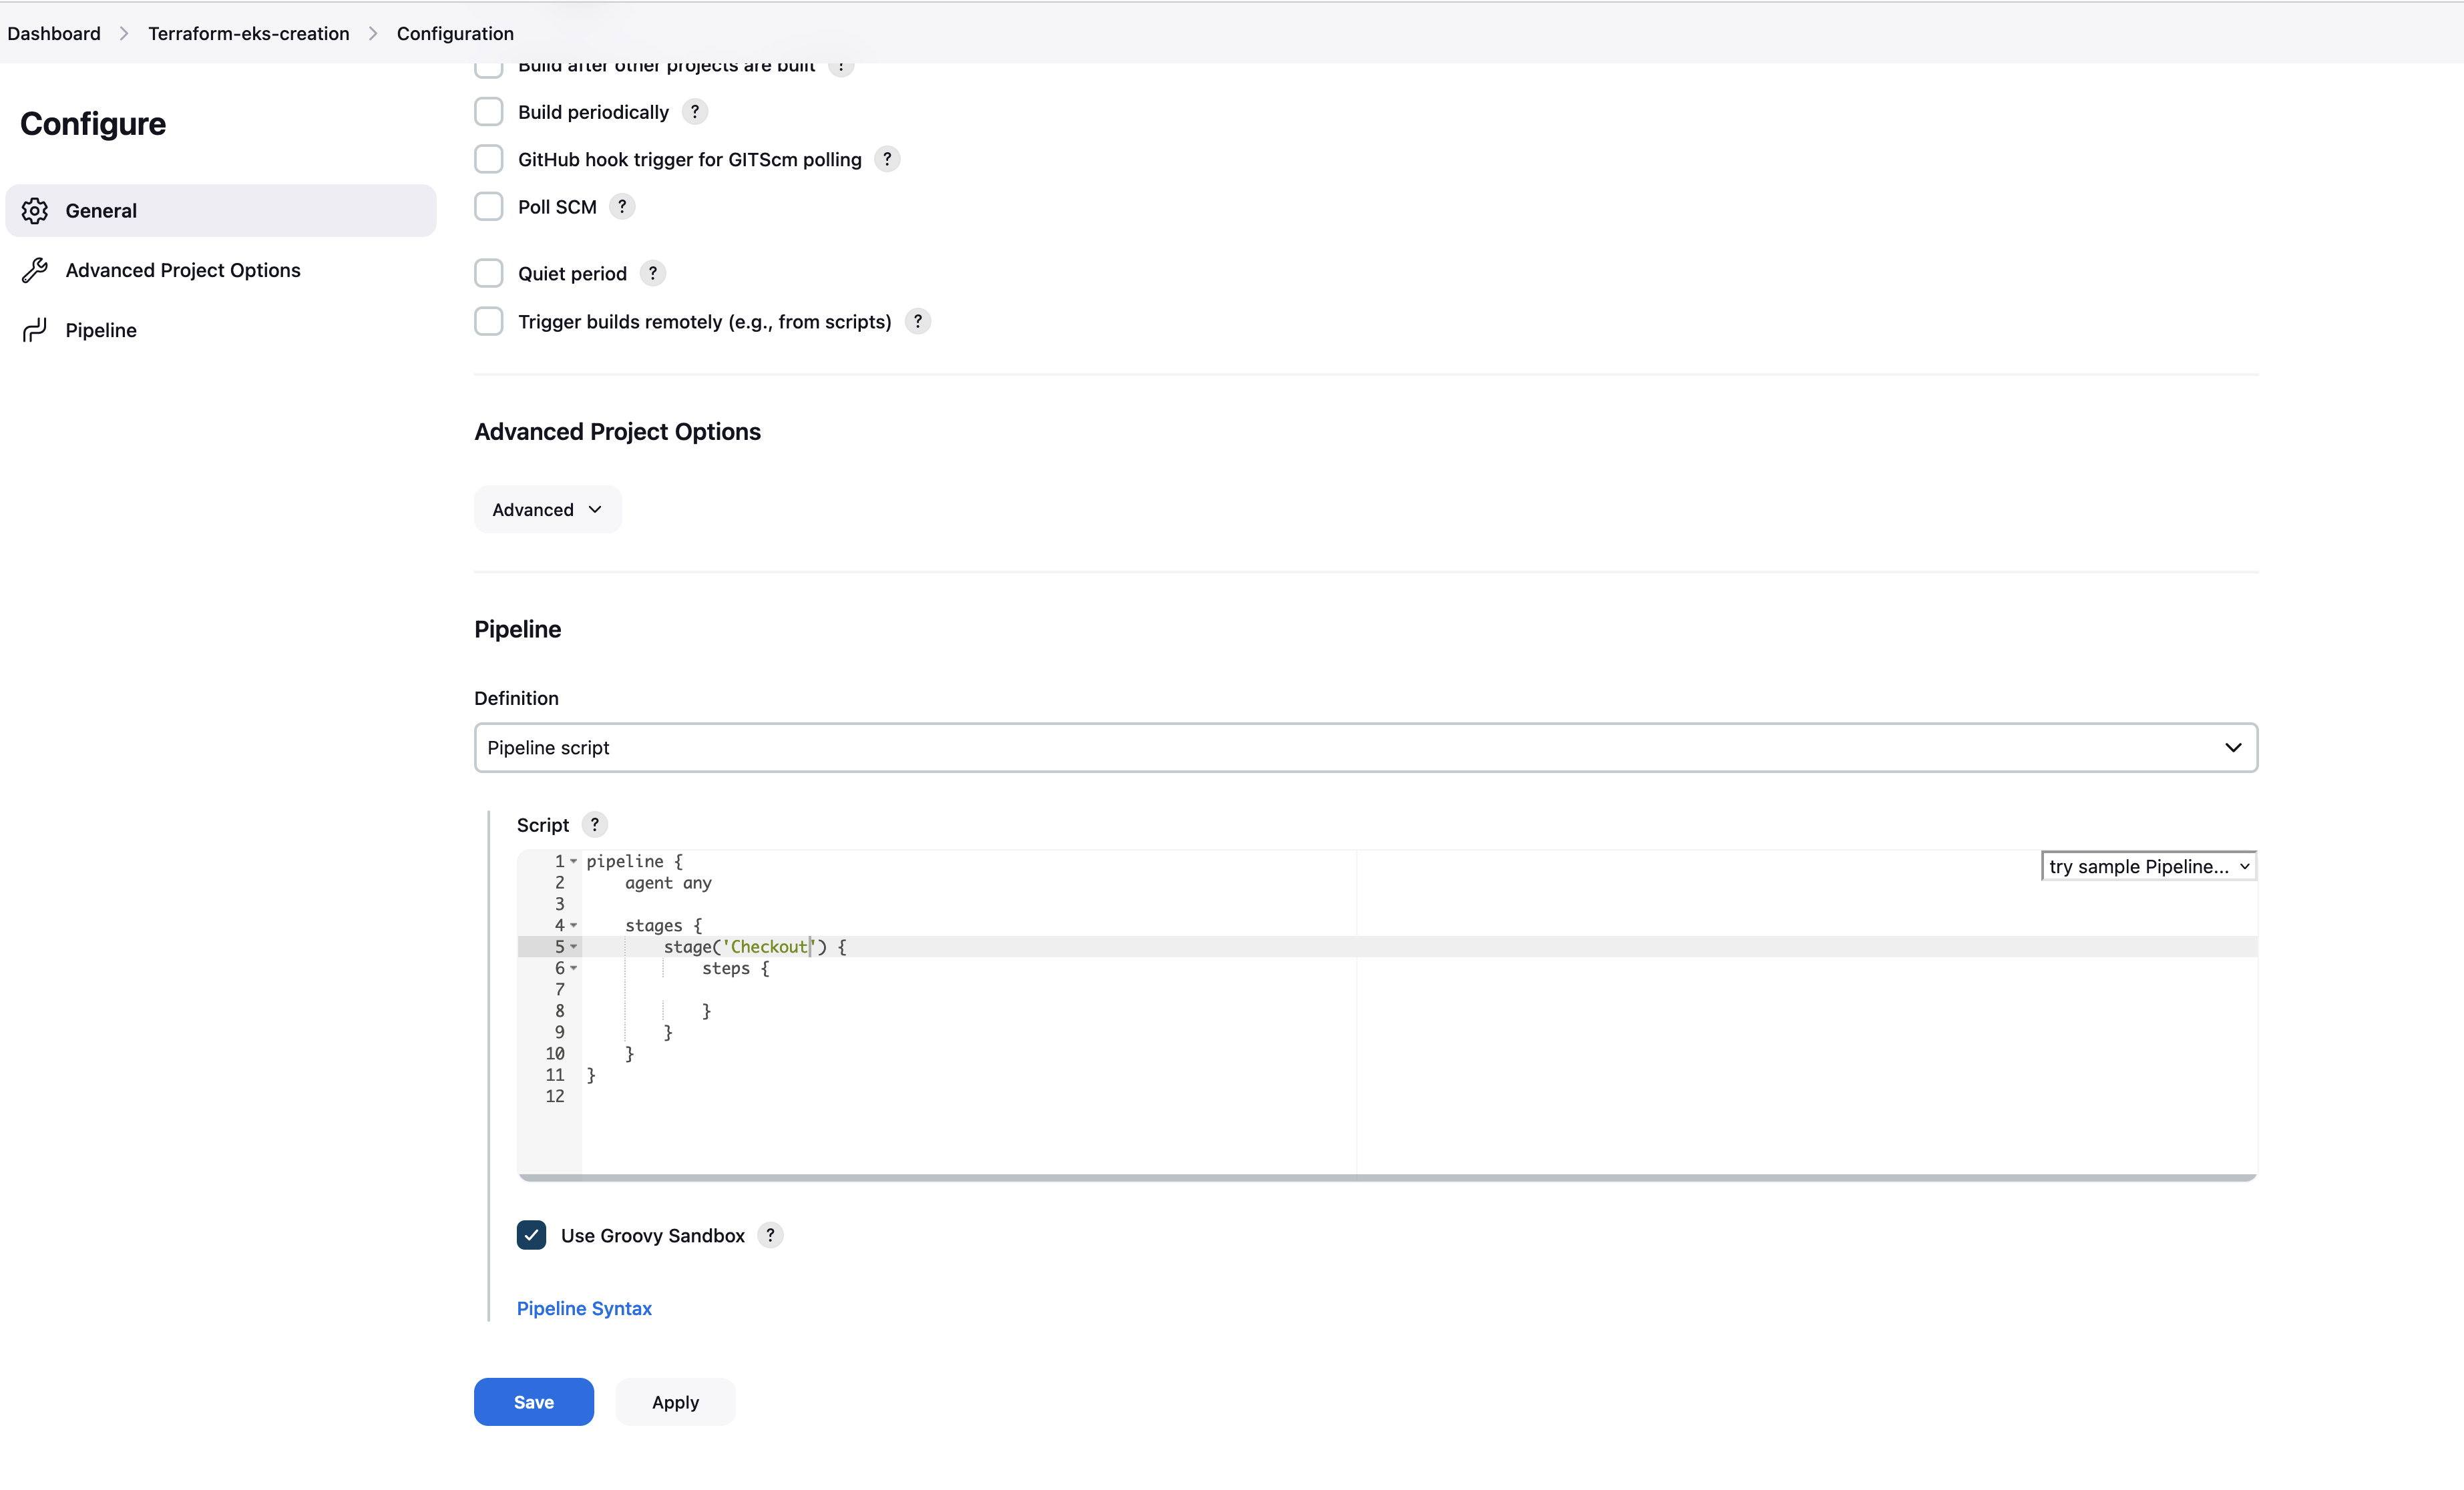 Dashboard > Terraform-eks-creation > Configuration
Configure
General
Advanced Project Options
Pipeline
Build after other projects are built ?
Build periodically ?
GitHub hook trigger for GITScm polling ?
Poll SCM ?
Quiet period ?
Trigger builds remotely (e.g., from scripts) ?
Advanced Project Options
Advanced
Pipeline
Definition
Pipeline script
Script ?
try sample Pipeline...
1 pipeline {
2     agent any
3
4     stages {
5         stage('Checkout') {
6             steps {
7
8             }
9         }
10     }
11 }
12
Use Groovy Sandbox ?
Pipeline Syntax
Save
Apply